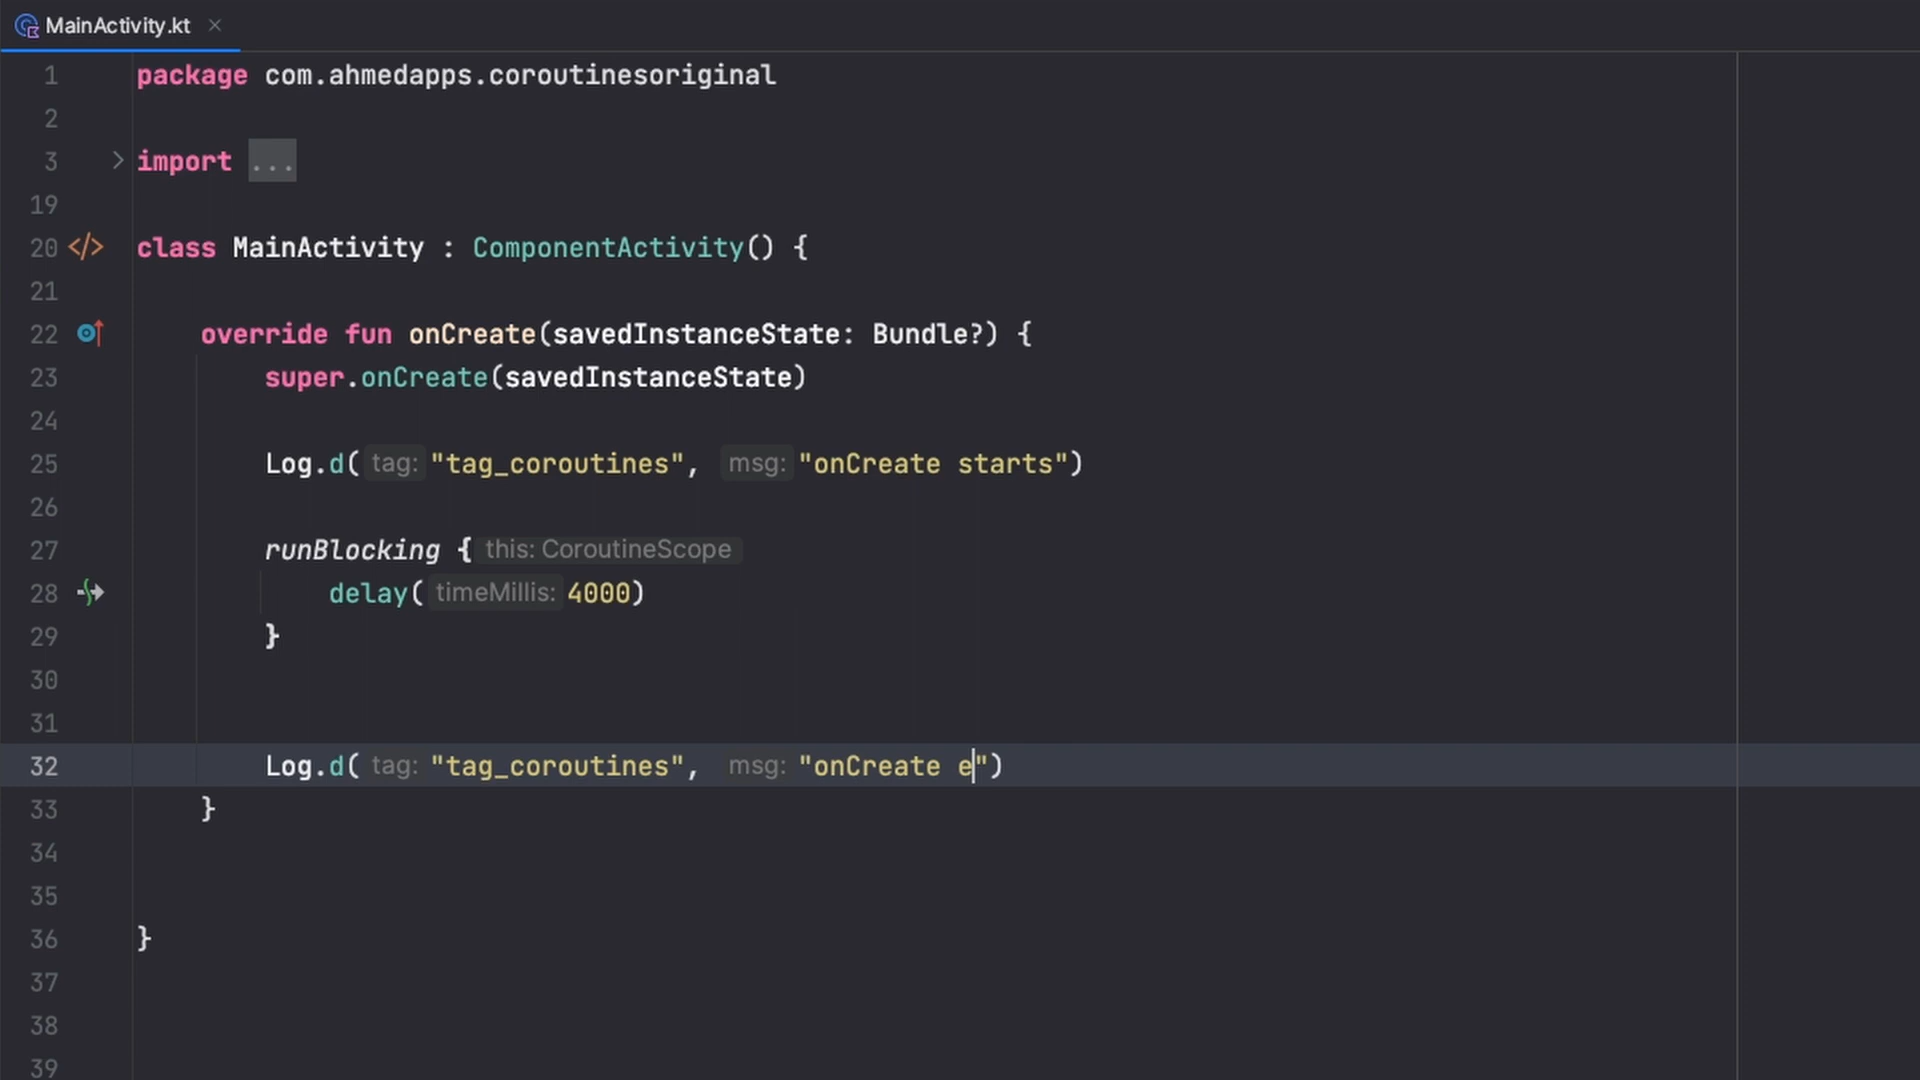 MainActivity.kt
1 package com.ahmedapps.coroutinesoriginal
2
3 import ...
19
20 class MainActivity : ComponentActivity() {
21
22 override fun onCreate(savedInstanceState: Bundle?) {
23 super.onCreate(savedInstanceState)
24
25 Log.d( tag: "tag_coroutines", msg: "onCreate starts")
26
27 runBlocking { this: CoroutineScope
28 delay( timeMillis: 4000)
29 }
30
31
32 Log.d( tag: "tag_coroutines", msg: "onCreate e")
33 }
34
35
36 }
37
38
39